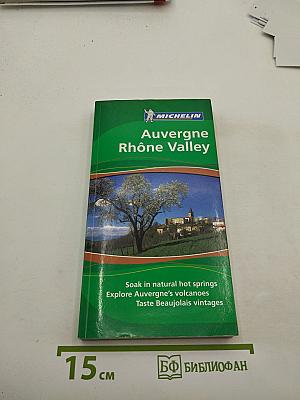 MICHELIN
Auvergne
Rhône Valley
Soak in natural hot springs
Explore Auvergne's volcanoes
Taste Beaujolais vintages
15 см
БФ БИБЛИОФАН